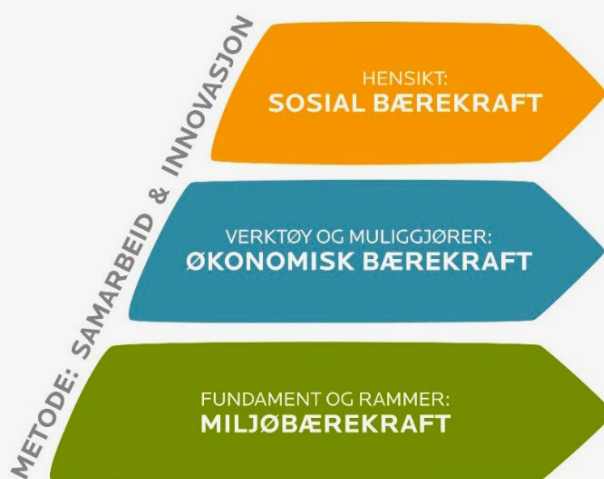 METODE: SAMARBEID & INNOVASJON
HENSIKT:
SOSIAL BÆREKRAFT
VERKTØY OG MULIGGJØRER:
ØKONOMISK BÆREKRAFT
FUNDAMENT OG RAMMER:
MILJØBÆREKRAFT